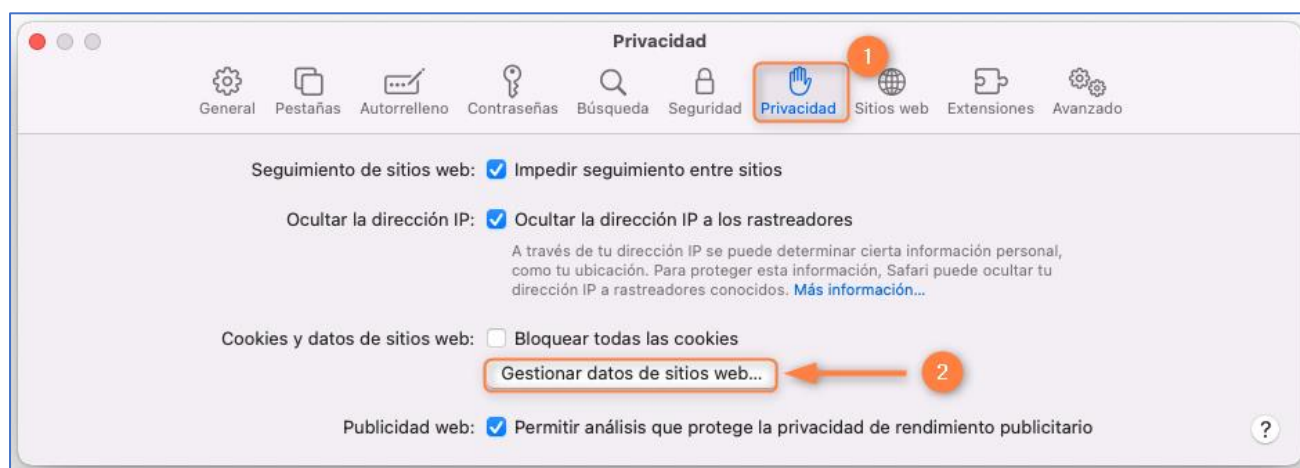 Privacidad
1
General Pestañas Autorrelleno Contraseñas Búsqueda Seguridad Privacidad Sitios web Extensiones Avanzado
Seguimiento de sitios web: Impedir seguimiento entre sitios
Ocultar la dirección IP: Ocultar la dirección IP a los rastreadores
A través de tu dirección IP se puede determinar cierta información personal,
como tu ubicación. Para proteger esta información, Safari puede ocultar tu
dirección IP a rastreadores conocidos. Más información...
Cookies y datos de sitios web: Bloquear todas las cookies
Gestionar datos de sitios web... 2
Publicidad web: Permitir análisis que protege la privacidad de rendimiento publicitario ?